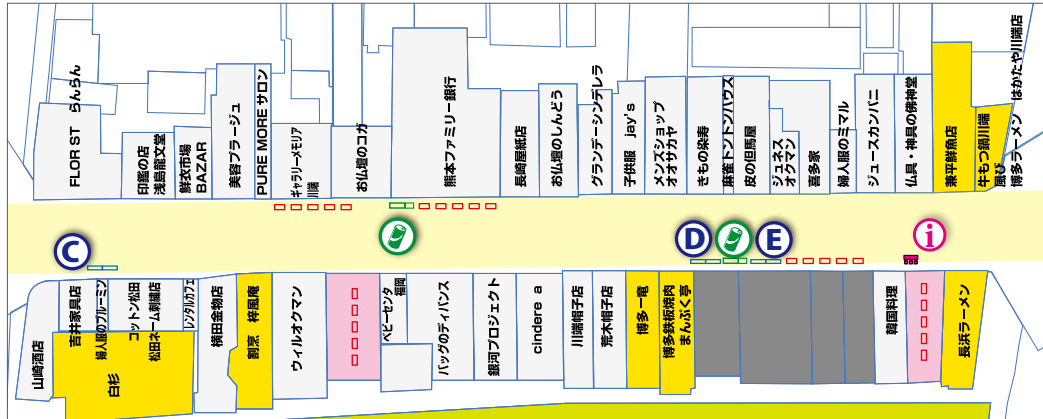 FLOR ST らんらん
印鑑の店
浅島龍文堂
鮮衣市場
BAZAR
美容プラージュ
PURE MORE サロン
ギャラリーメモリア
川端
お仏壇のコガ
熊本ファミリー銀行
長崎屋紙店
お仏壇のしんどう
グランデーシンデレラ
子供服 jay's
メンズショップ
オオサカヤ
きもの染寿
麻雀トントンハウス
皮の但馬屋
ジュネス
オクマン
喜多家
婦人服のミマル
ジュースカンパニ
仏具・神具の佛神堂
兼平鮮魚店
牛もつ鍋川端
風び
博多ラーメン はかたや川端店
C
D
E
i
山崎酒店
吉井家具店
婦人服のブルーミン
白杉
コットン松田
松田ネーム刺繍店
レンタルカフェ
横田金物店
割烹 梓風庵
ウィルオクマン
ベビーセンタ
福岡
バッグのディバンス
銀河プロジェクト
cindere a
川端帽子店
荒木帽子店
博多一竜
博多鉄板焼肉
まんぷく亭
韓国料理
長浜ラーメン